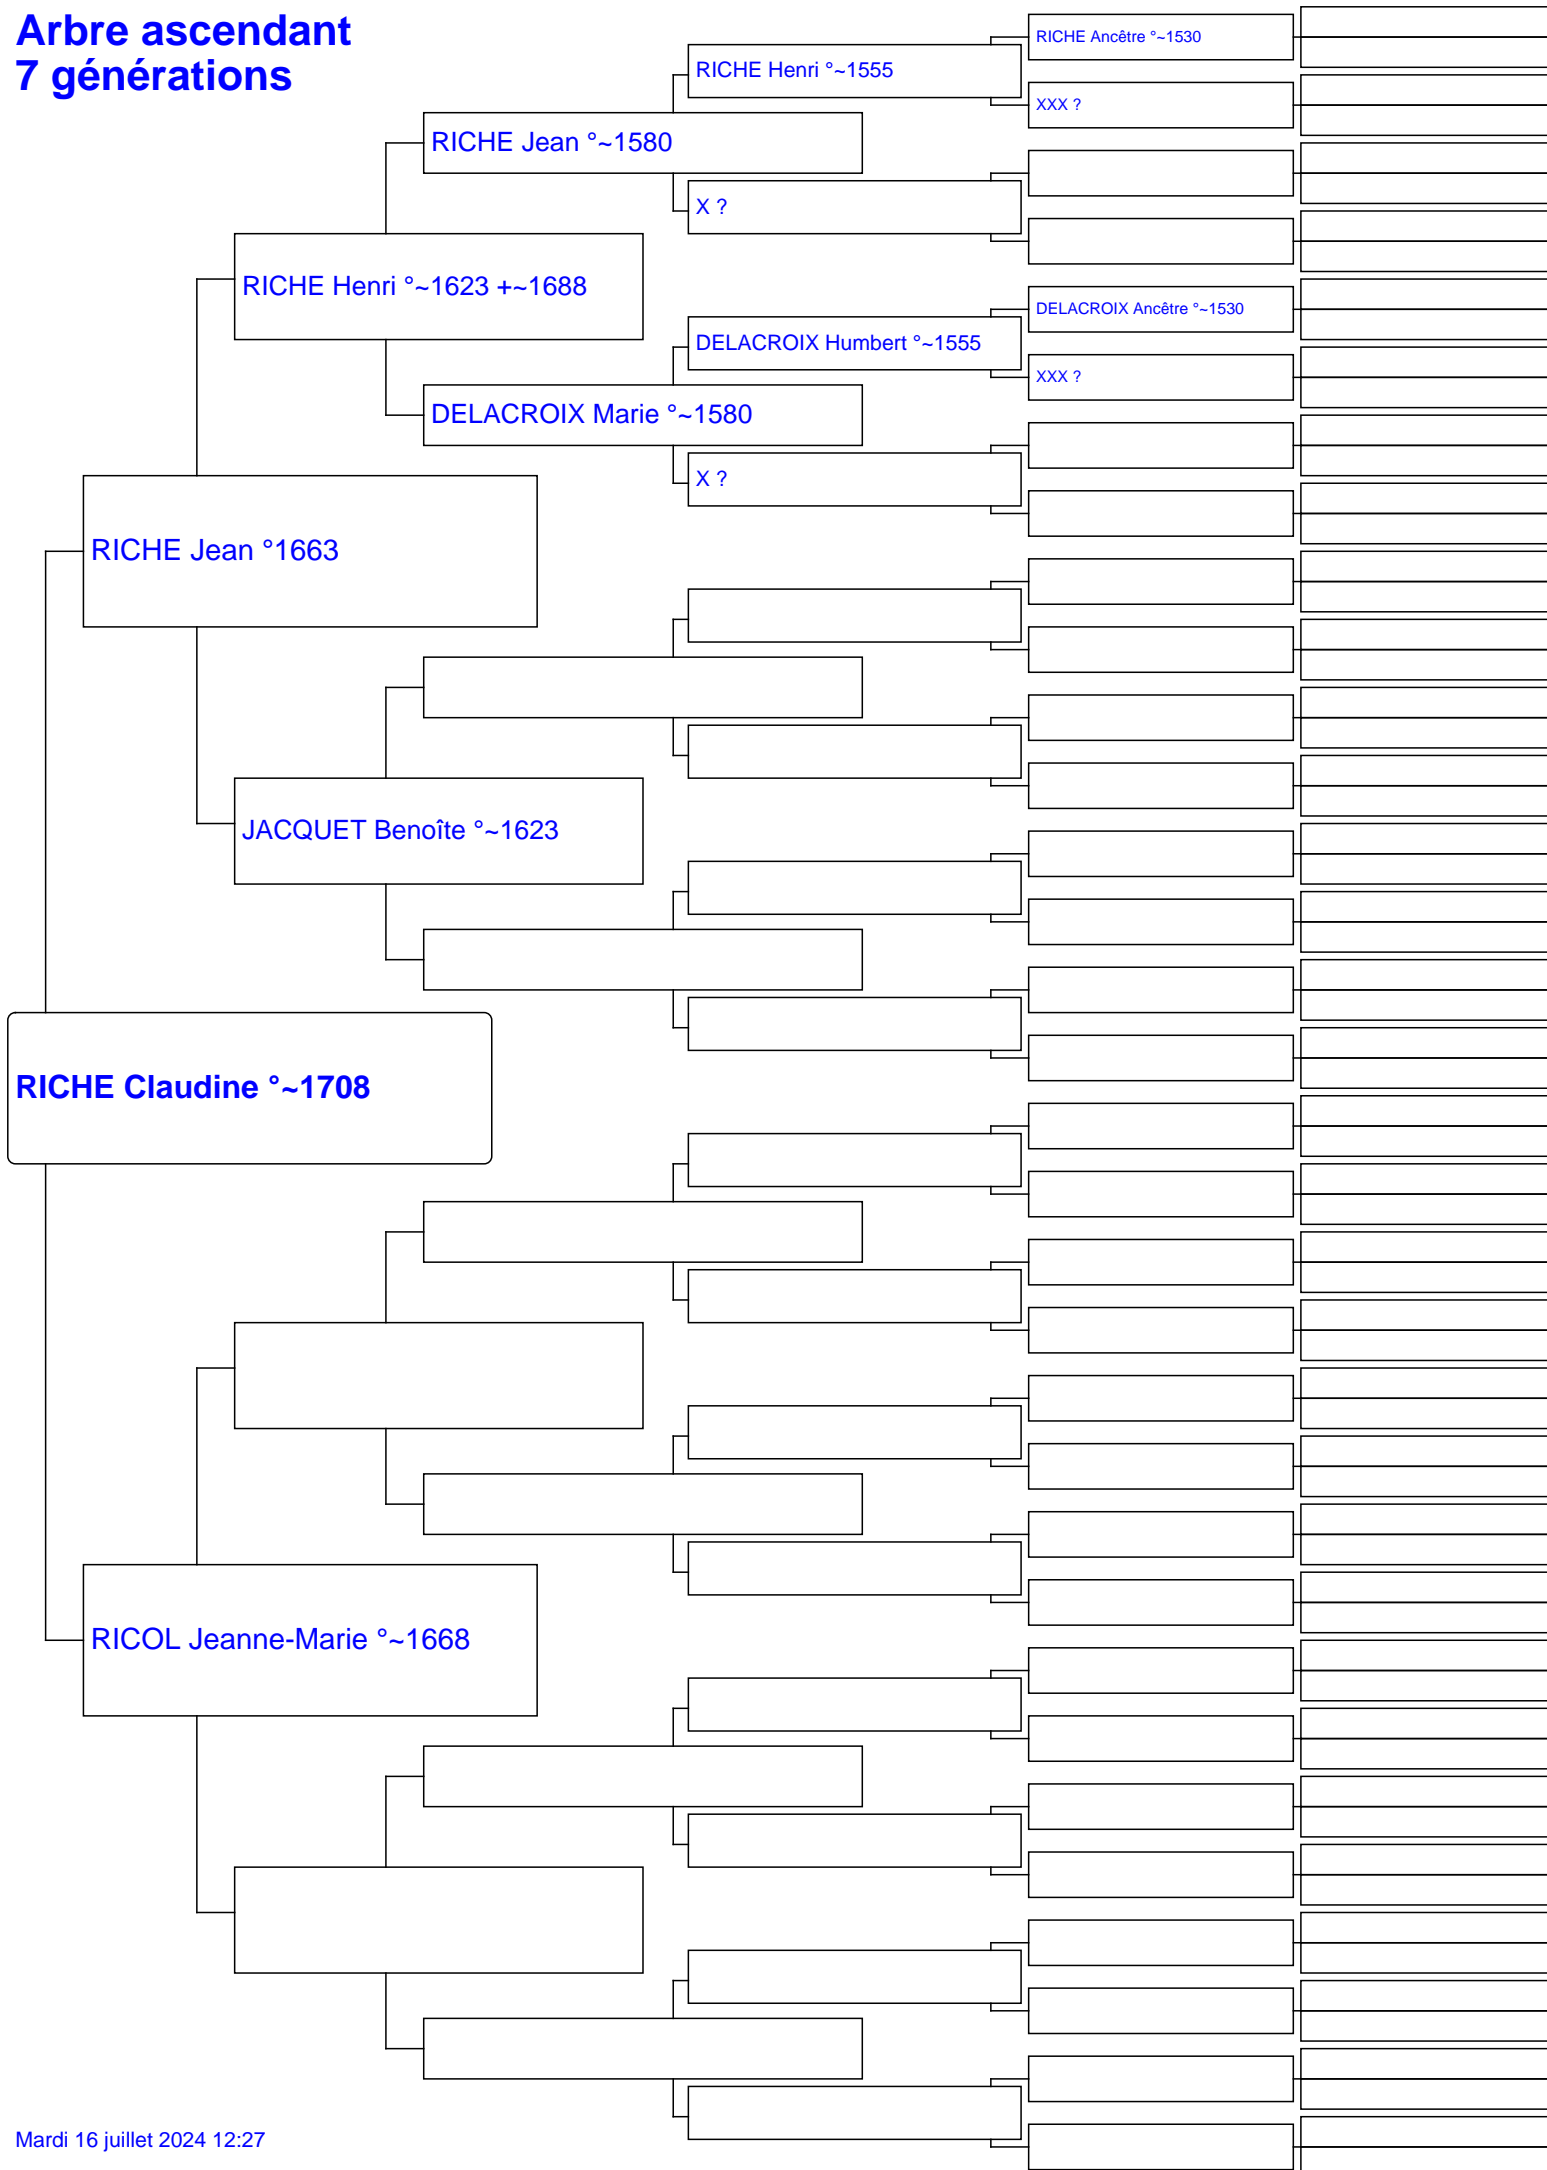 Arbre ascendant
7 générations
RICHE Ancêtre °~1530
RICHE Henri °~1555
XXX ?
RICHE Jean °~1580
X ?
RICHE Henri °~1623 +~1688
DELACROIX Ancêtre °~1530
DELACROIX Humbert °~1555
XXX ?
DELACROIX Marie °~1580
X ?
RICHE Jean °1663
JACQUET Benoîte °~1623
RICHE Claudine °~1708
RICOL Jeanne-Marie °~1668
Mardi 16 juillet 2024 12:27